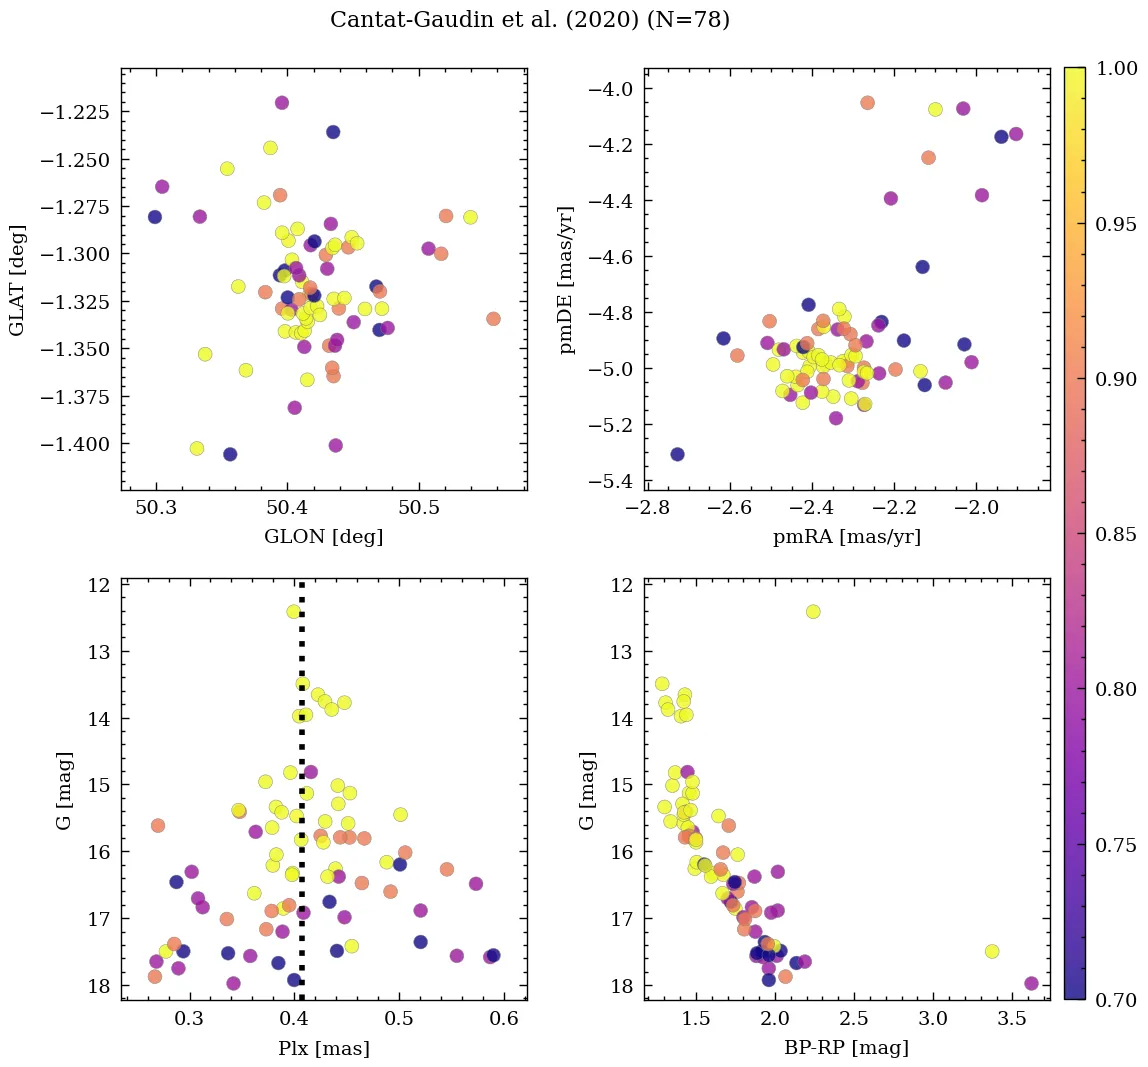 Cantat-Gaudin et al. (2020) (N=78)
−1.225
−1.250
−1.275
−1.300
−1.325
−1.350
−1.375
−1.400
GLAT [deg]
50.3 50.4 50.5
GLON [deg]
−4.0
−4.2
−4.4
−4.6
−4.8
−5.0
−5.2
−5.4
pmDE [mas/yr]
−2.8 −2.6 −2.4 −2.2 −2.0
pmRA [mas/yr]
12
13
14
15
16
17
18
G [mag]
0.3 0.4 0.5 0.6
Plx [mas]
12
13
14
15
16
17
18
G [mag]
1.5 2.0 2.5 3.0 3.5
BP-RP [mag]
1.00
0.95
0.90
0.85
0.80
0.75
0.70